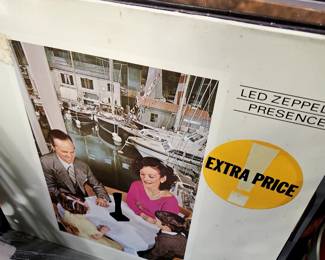 LED ZEPPEL
PRESENCE
EXTRA PRICE
!